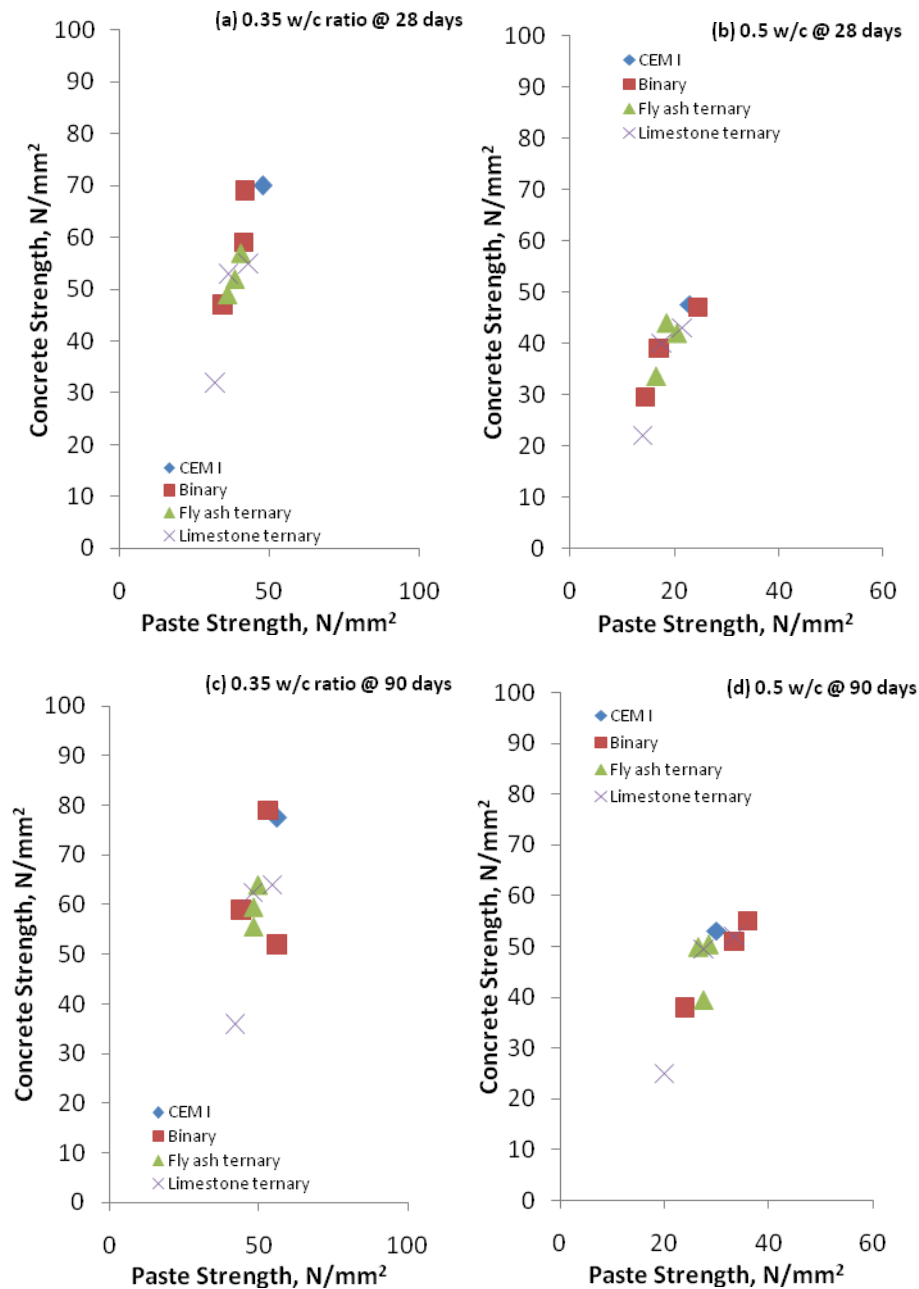 (a) 0.35 w/c ratio @ 28 days
Concrete Strength, N/mm²
100
90
80
70
60
50
40
30
20
10
0
CEM I
Binary
Fly ash ternary
Limestone ternary
0 50 100
Paste Strength, N/mm²
(b) 0.5 w/c @ 28 days
Concrete Strength, N/mm²
100
90
80
70
60
50
40
30
20
10
0
CEM I
Binary
Fly ash ternary
Limestone ternary
0 20 40 60
Paste Strength, N/mm²
(c) 0.35 w/c ratio @ 90 days
Concrete Strength, N/mm²
100
90
80
70
60
50
40
30
20
10
0
CEM I
Binary
Fly ash ternary
Limestone ternary
0 50 100
Paste Strength, N/mm²
(d) 0.5 w/c @ 90 days
Concrete Strength, N/mm²
100
90
80
70
60
50
40
30
20
10
0
CEM I
Binary
Fly ash ternary
Limestone ternary
0 20 40 60
Paste Strength, N/mm²